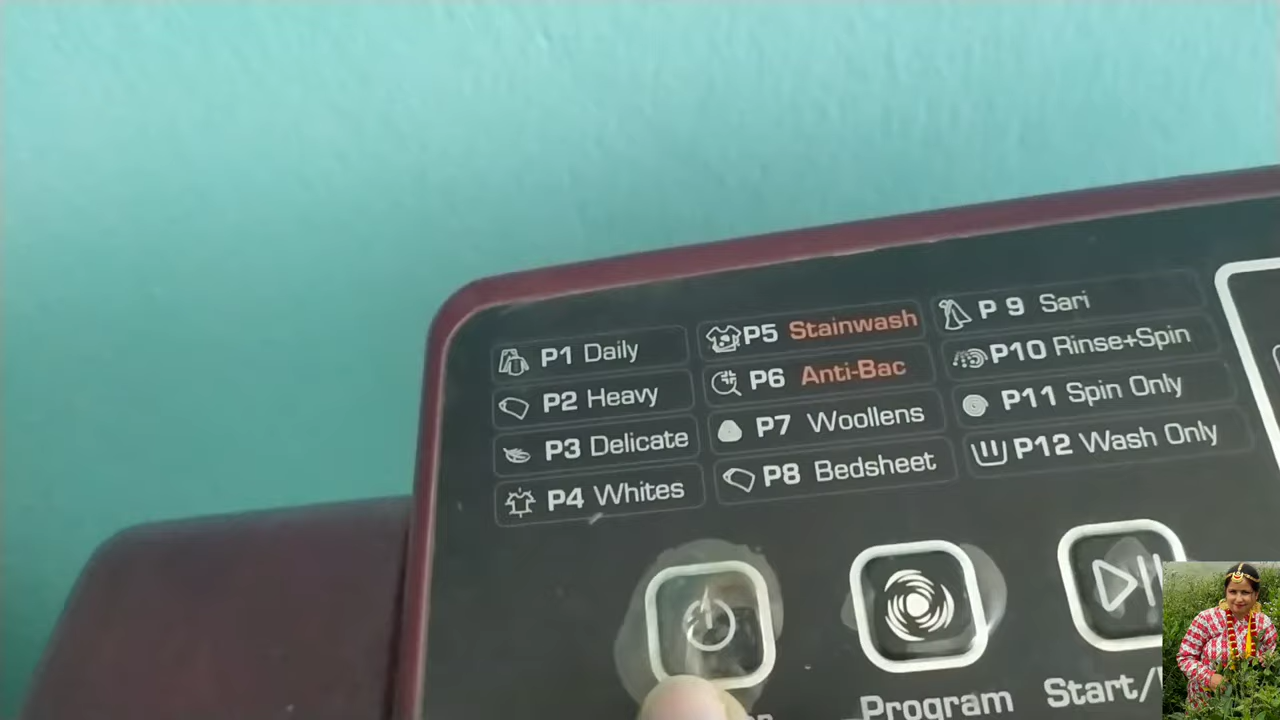 P1 Daily
P2 Heavy
P3 Delicate
P4 Whites
P5 Stainwash
P6 Anti-Bac
P7 Woollens
P8 Bedsheet
P 9 Sari
P10 Rinse+Spin
P11 Spin Only
P12 Wash Only
Program
Start/